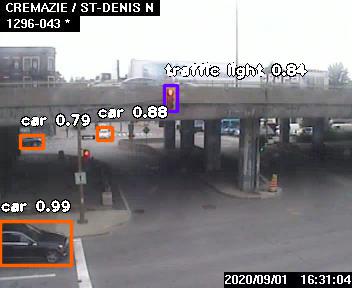 CREMAZIE / ST-DENIS N
1296-043 *
traffic light 0.84
car 0.88
car 0.79
car 0.99
2020/09/01 16:31:04